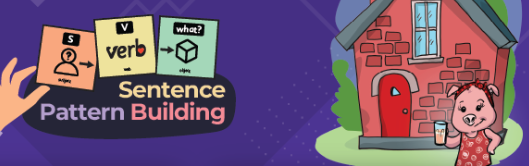 S
V
what?
verb
Sentence
Pattern Building